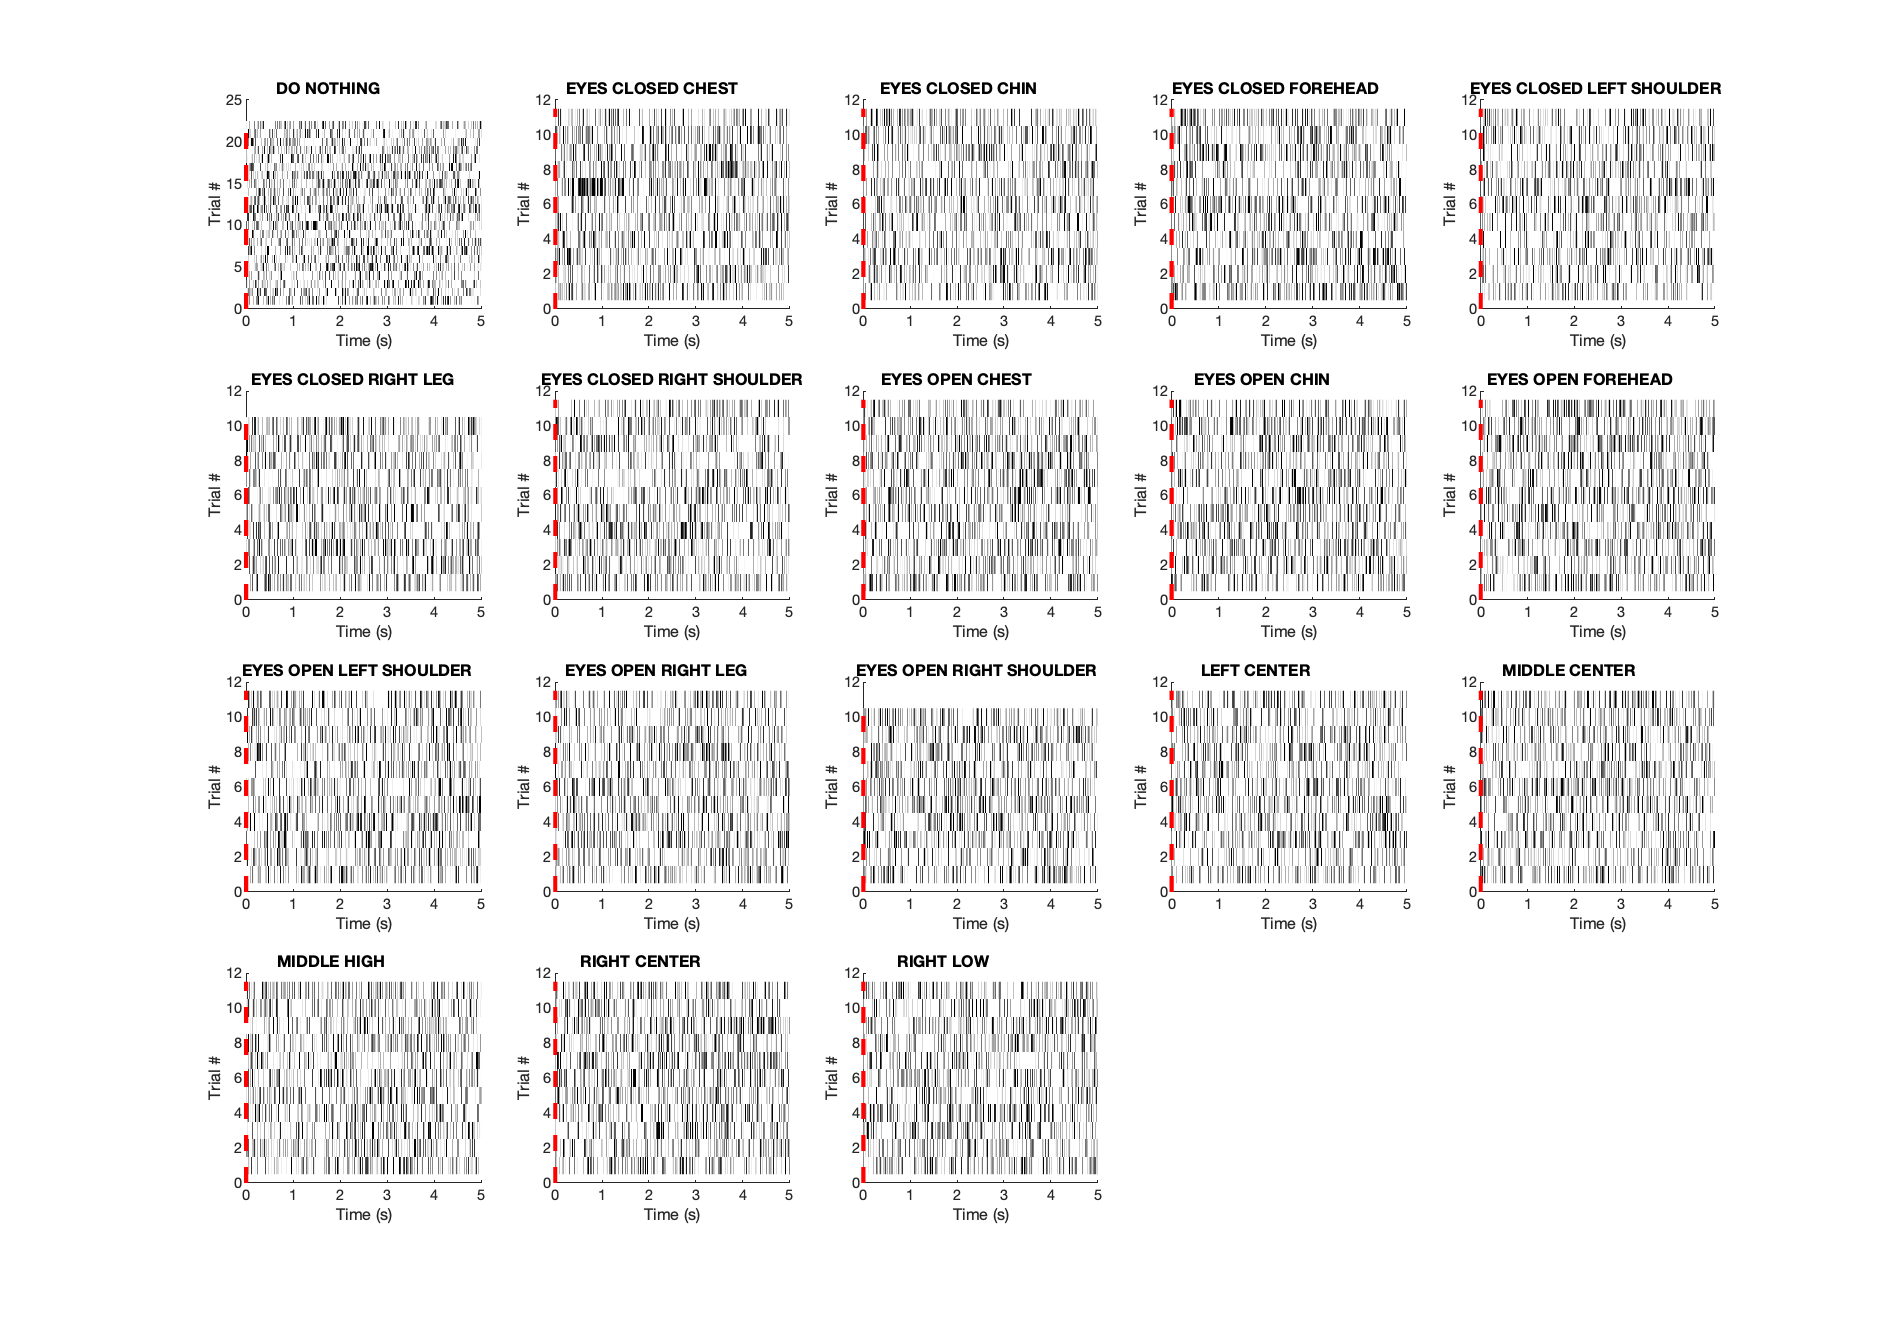 DO NOTHING
25
20
15
10
5
0
Trial #
0 1 2 3 4 5
Time (s)
EYES CLOSED CHEST
12
10
8
6
4
2
0
Trial #
0 1 2 3 4 5
Time (s)
EYES CLOSED CHIN
12
10
8
6
4
2
0
Trial #
0 1 2 3 4 5
Time (s)
EYES CLOSED FOREHEAD
12
10
8
6
4
2
0
Trial #
0 1 2 3 4 5
Time (s)
EYES CLOSED LEFT SHOULDER
12
10
8
6
4
2
0
Trial #
0 1 2 3 4 5
Time (s)
EYES CLOSED RIGHT LEG
12
10
8
6
4
2
0
Trial #
0 1 2 3 4 5
Time (s)
EYES CLOSED RIGHT SHOULDER
12
10
8
6
4
2
0
Trial #
0 1 2 3 4 5
Time (s)
EYES OPEN CHEST
12
10
8
6
4
2
0
Trial #
0 1 2 3 4 5
Time (s)
EYES OPEN CHIN
12
10
8
6
4
2
0
Trial #
0 1 2 3 4 5
Time (s)
EYES OPEN FOREHEAD
12
10
8
6
4
2
0
Trial #
0 1 2 3 4 5
Time (s)
EYES OPEN LEFT SHOULDER
12
10
8
6
4
2
0
Trial #
0 1 2 3 4 5
Time (s)
EYES OPEN RIGHT LEG
12
10
8
6
4
2
0
Trial #
0 1 2 3 4 5
Time (s)
EYES OPEN RIGHT SHOULDER
12
10
8
6
4
2
0
Trial #
0 1 2 3 4 5
Time (s)
LEFT CENTER
12
10
8
6
4
2
0
Trial #
0 1 2 3 4 5
Time (s)
MIDDLE CENTER
12
10
8
6
4
2
0
Trial #
0 1 2 3 4 5
Time (s)
MIDDLE HIGH
12
10
8
6
4
2
0
Trial #
0 1 2 3 4 5
Time (s)
RIGHT CENTER
12
10
8
6
4
2
0
Trial #
0 1 2 3 4 5
Time (s)
RIGHT LOW
12
10
8
6
4
2
0
Trial #
0 1 2 3 4 5
Time (s)